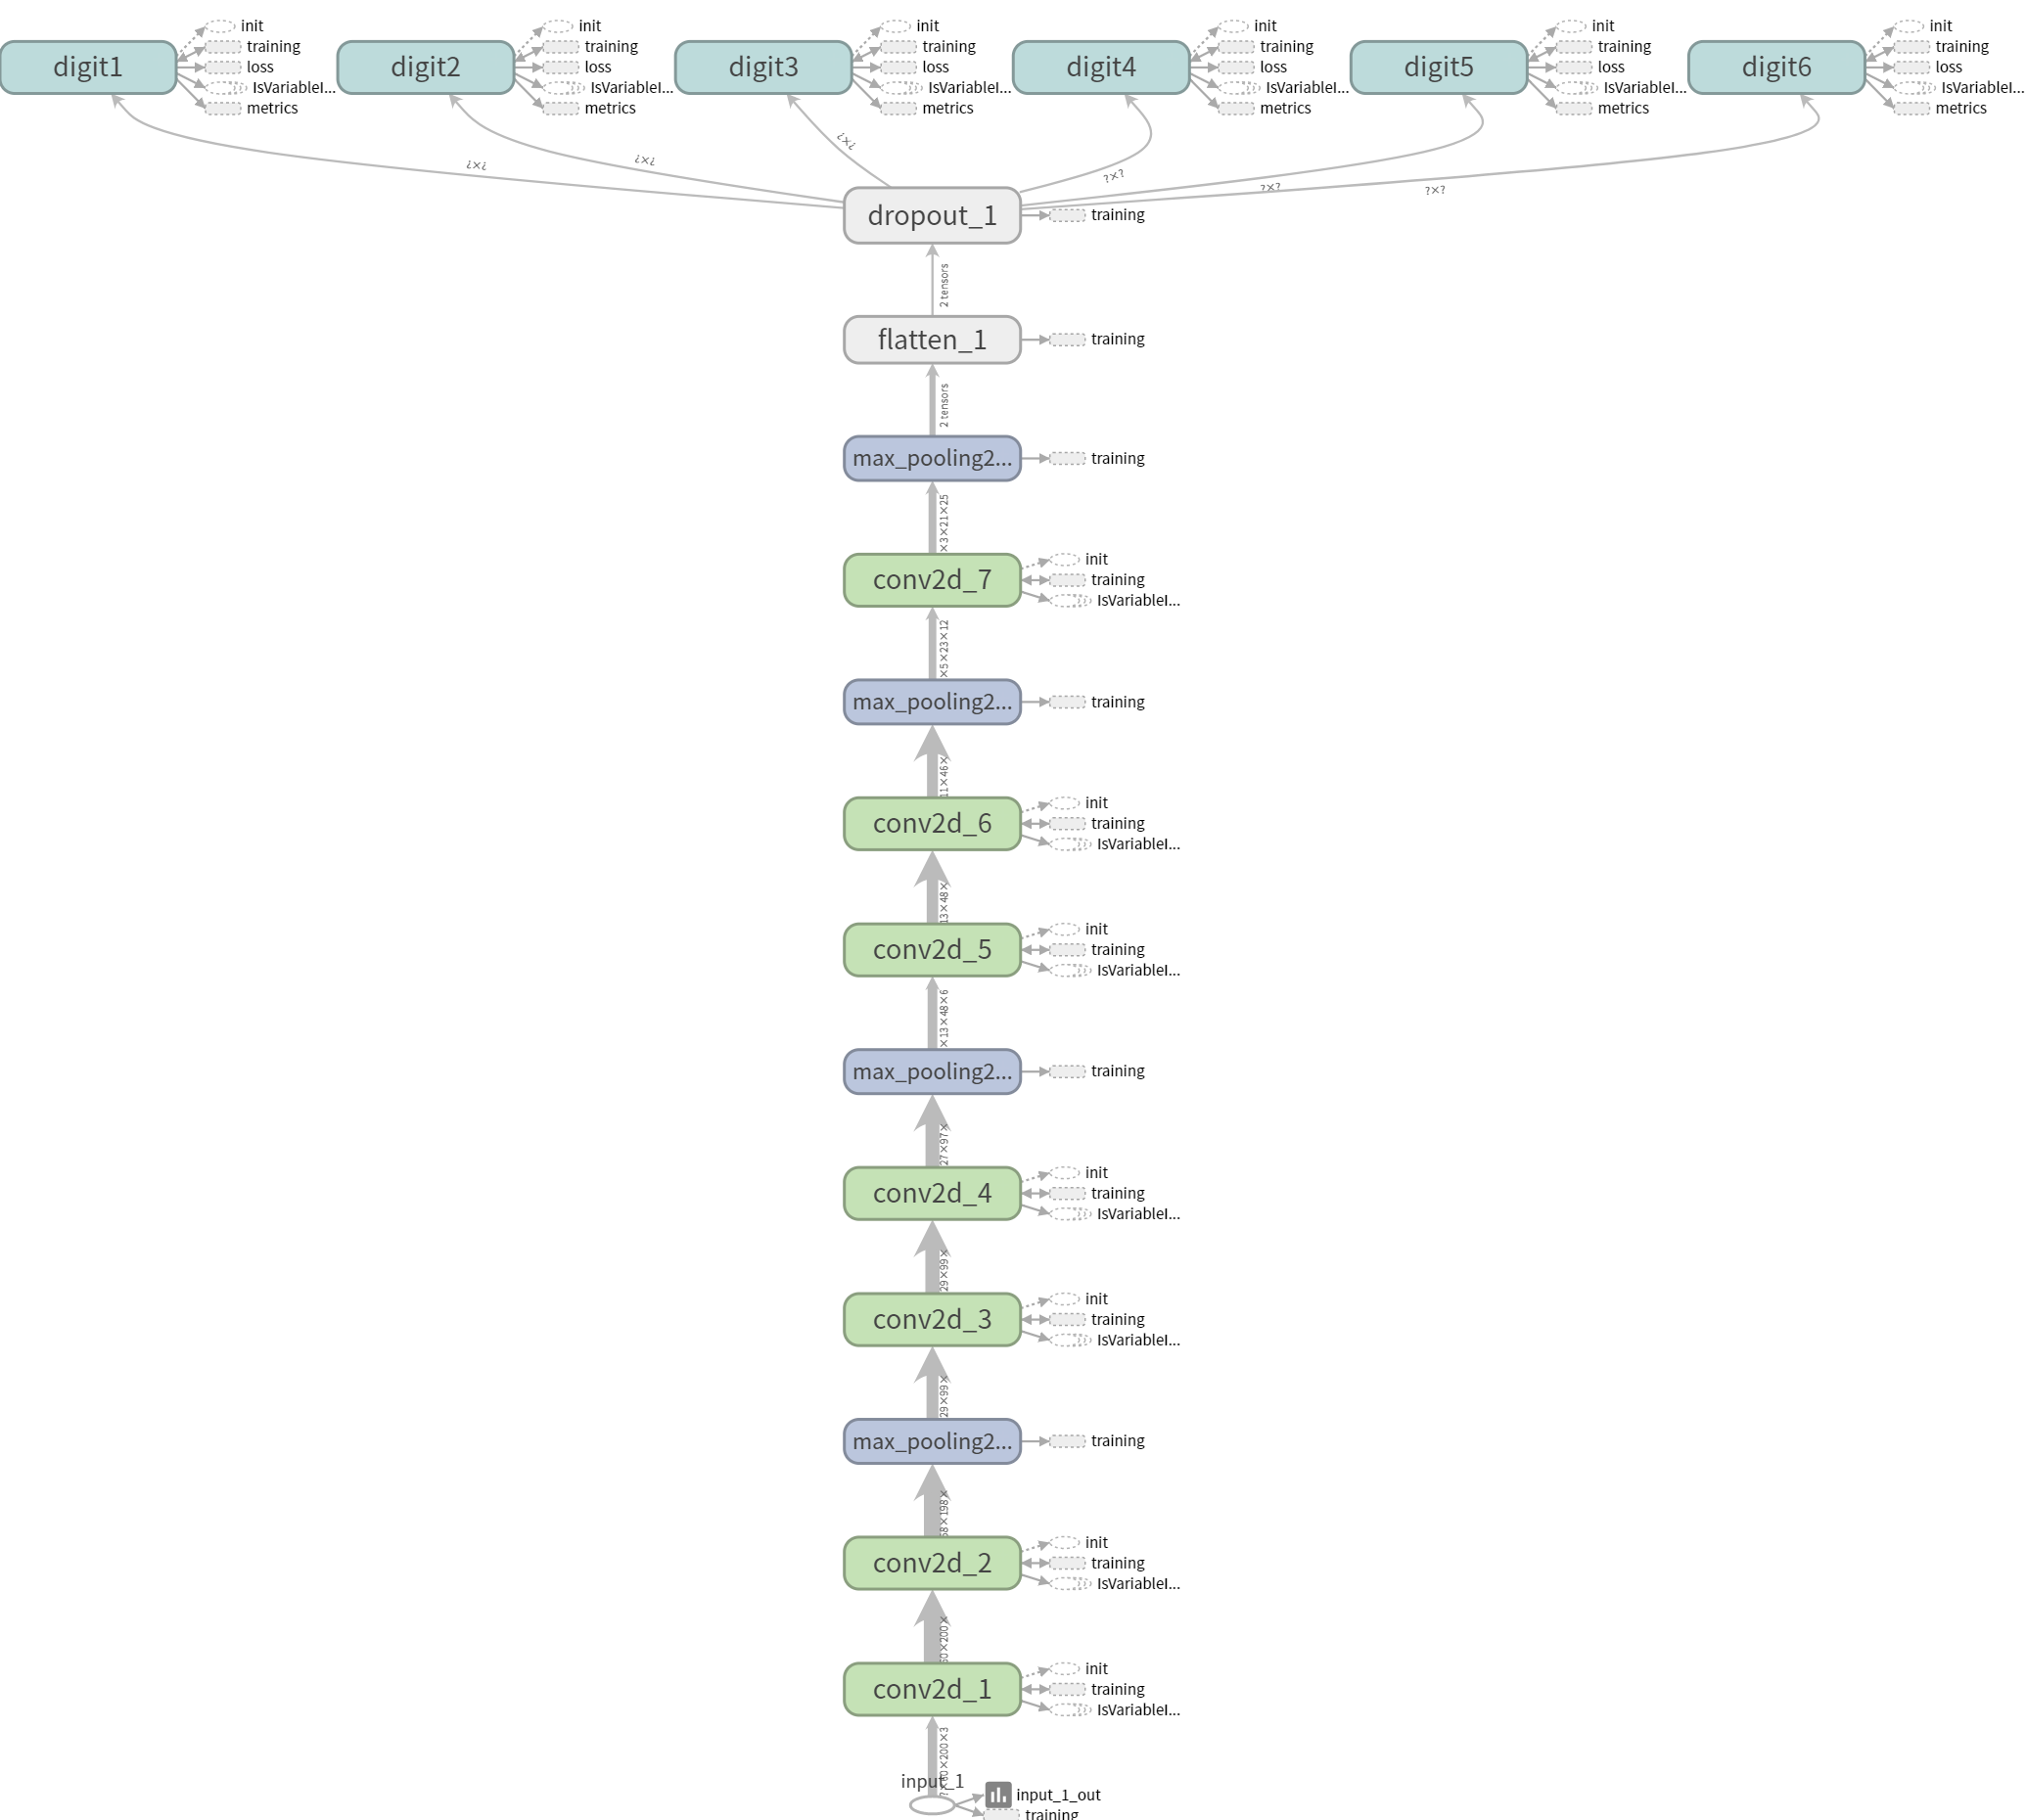 init
training
loss
IsVariableI...
metrics
digit1
init
training
loss
IsVariableI...
metrics
digit2
init
training
loss
IsVariableI...
metrics
digit3
init
training
loss
IsVariableI...
metrics
digit4
init
training
loss
IsVariableI...
metrics
digit5
init
training
loss
IsVariableI...
metrics
digit6
?×?
?×?
?×?
?×?
?×?
?×?
dropout_1
training
2 tensors
flatten_1
training
2 tensors
max_pooling2...
training
×3×21×25
conv2d_7
init
training
IsVariableI...
×5×23×12
max_pooling2...
training
11×46×
conv2d_6
init
training
IsVariableI...
13×48×
conv2d_5
init
training
IsVariableI...
×13×48×6
max_pooling2...
training
27×97×
conv2d_4
init
training
IsVariableI...
29×99×
conv2d_3
init
training
IsVariableI...
29×99×
max_pooling2...
training
58×198×
conv2d_2
init
training
IsVariableI...
60×200×
conv2d_1
init
training
IsVariableI...
?×60×200×3
input_1
input_1_out
training